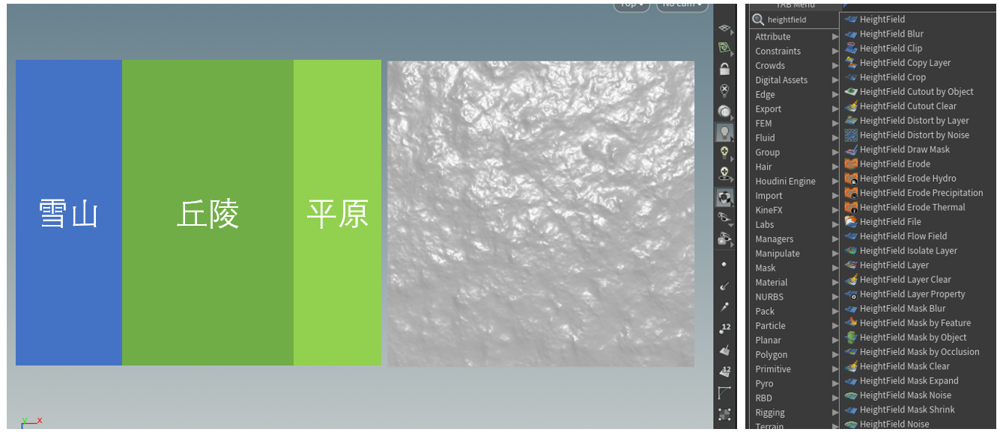 Top
No cam
雪山
丘陵
平原
12
12
y
x
TAB Menu
heightfield
Attribute
Constraints
Crowds
Digital Assets
Edge
Export
FEM
Fluid
Group
Hair
Houdini Engine
Import
KineFX
Labs
Managers
Manipulate
Mask
Material
NURBS
Pack
Particle
Planar
Polygon
Primitive
Pyro
RBD
Rigging
Terrain
HeightField
HeightField Blur
HeightField Clip
HeightField Copy Layer
HeightField Crop
HeightField Cutout by Object
HeightField Cutout Clear
HeightField Distort by Layer
HeightField Distort by Noise
HeightField Draw Mask
HeightField Erode
HeightField Erode Hydro
HeightField Erode Precipitation
HeightField Erode Thermal
HeightField File
HeightField Flow Field
HeightField Isolate Layer
HeightField Layer
HeightField Layer Clear
HeightField Layer Property
HeightField Mask Blur
HeightField Mask by Feature
HeightField Mask by Object
HeightField Mask by Occlusion
HeightField Mask Clear
HeightField Mask Expand
HeightField Mask Noise
HeightField Mask Shrink
HeightField Noise